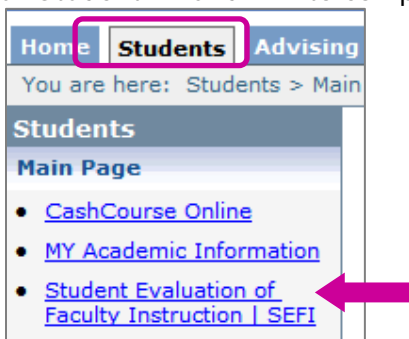 Home Students Advising
You are here: Students > Main
Students
Main Page
• CashCourse Online
• MY Academic Information
• Student Evaluation of
Faculty Instruction | SEFI